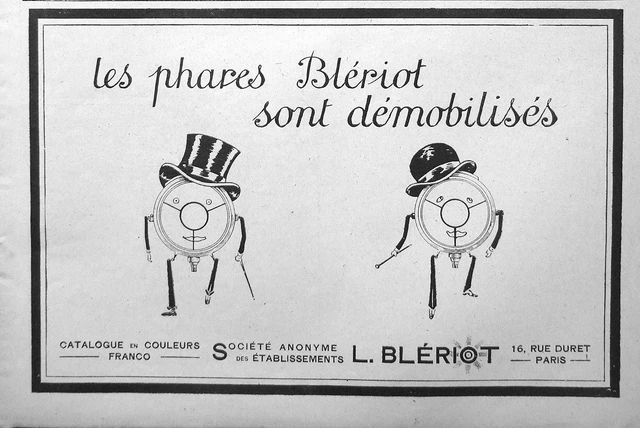 les phares Blériot
sont démobilisés
CATALOGUE EN COULEURS
FRANCO
SOCIÉTÉ ANONYME
DES ÉTABLISSEMENTS
L. BLÉRIOT
16, RUE DURET
PARIS